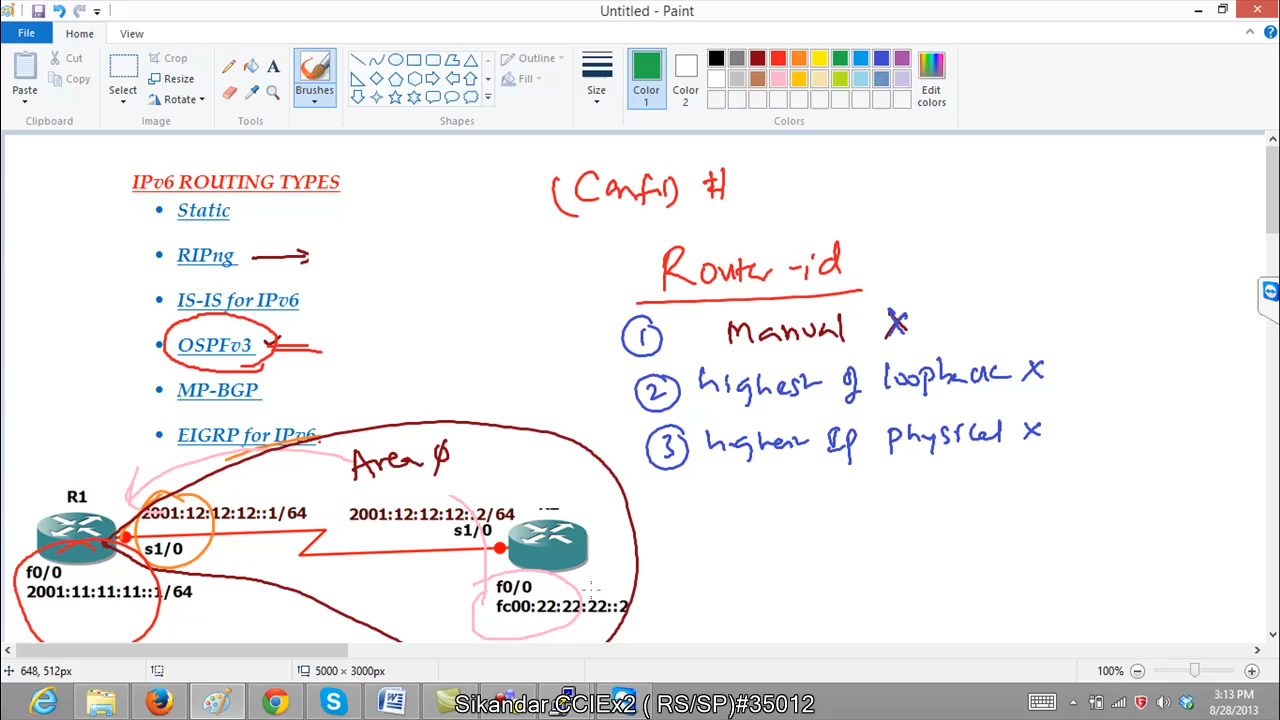 Untitled - Paint
File
Home
View
Paste
Cut
Copy
Clipboard
Select
Crop
Resize
Rotate
Image
Tools
Brushes
Shapes
Outline
Fill
Size
Color 1
Color 2
Edit colors
Colors
IPv6 ROUTING TYPES
• Static
• RIPng
• IS-IS for IPv6
• OSPFv3
• MP-BGP
• EIGRP for IPv6.
(Config) #
Router-id
1 Manual X
2 highest of loopback X
3 highest IP physical X
Area 0
R1
2001:12:12:12::1/64
2001:12:12:12::2/64
s1/0
s1/0
f0/0
2001:11:11:11::1/64
f0/0
fc00:22:22:22::2
648, 512px
5000 × 3000px
100%
Sikandar CCIEx2 ( RS/SP)#35012
3:13 PM
8/28/2013